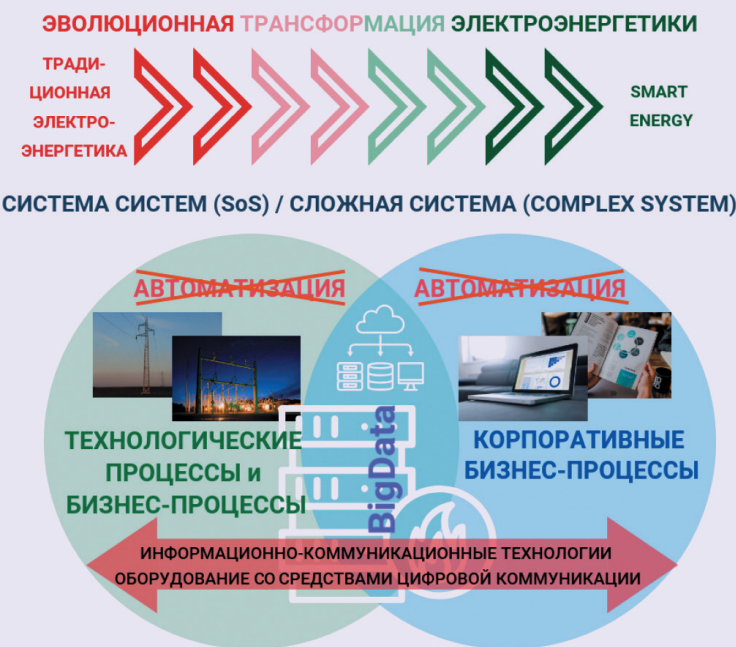 ЭВОЛЮЦИОННАЯ ТРАНСФОРМАЦИЯ ЭЛЕКТРОЭНЕРГЕТИКИ
ТРАДИ-
ЦИОННАЯ
ЭЛЕКТРО-
ЭНЕРГЕТИКА
SMART
ENERGY
СИСТЕМА СИСТЕМ (SoS) / СЛОЖНАЯ СИСТЕМА (COMPLEX SYSTEM)
АВТОМАТИЗАЦИЯ
АВТОМАТИЗАЦИЯ
ТЕХНОЛОГИЧЕСКИЕ
ПРОЦЕССЫ и
БИЗНЕС-ПРОЦЕССЫ
BigData
КОРПОРАТИВНЫЕ
БИЗНЕС-ПРОЦЕССЫ
ИНФОРМАЦИОННО-КОММУНИКАЦИОННЫЕ ТЕХНОЛОГИИ
ОБОРУДОВАНИЕ СО СРЕДСТВАМИ ЦИФРОВОЙ КОММУНИКАЦИИ